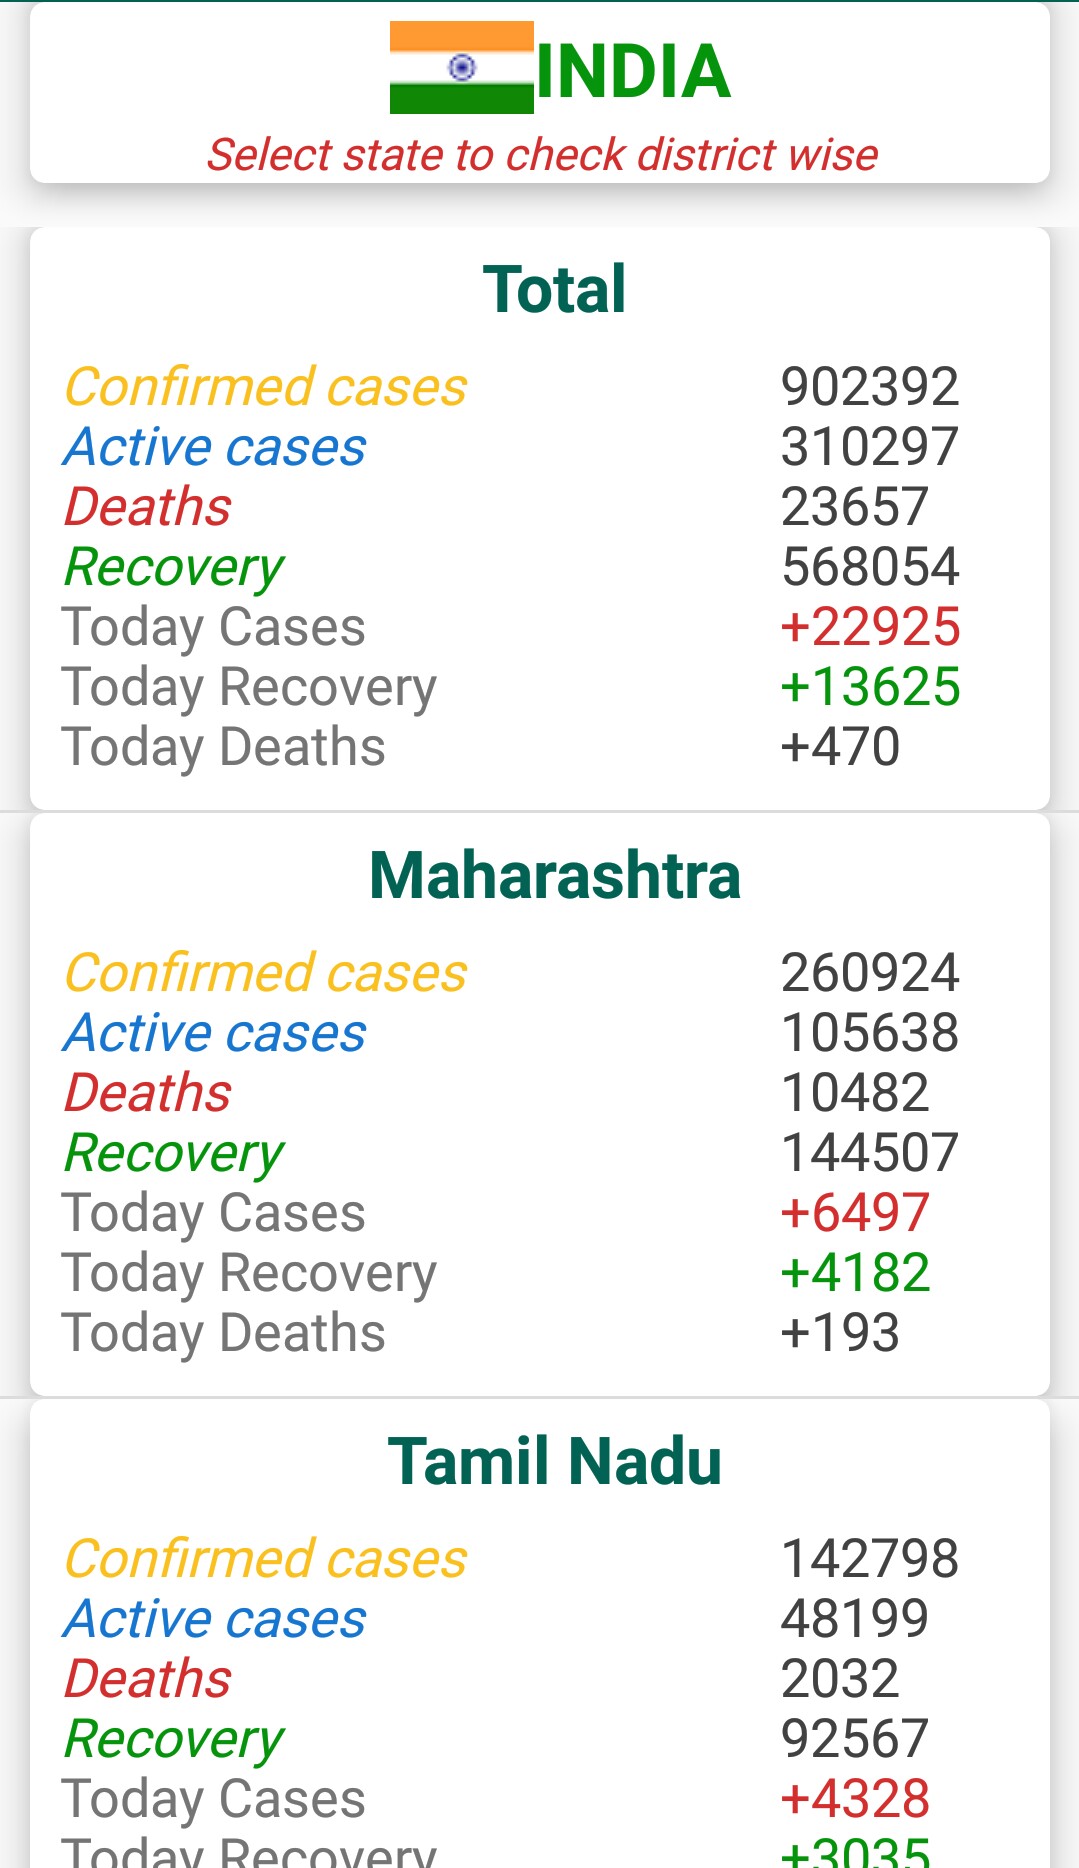 INDIA
Select state to check district wise
Total
Confirmed cases 902392
Active cases 310297
Deaths 23657
Recovery 568054
Today Cases +22925
Today Recovery +13625
Today Deaths +470
Maharashtra
Confirmed cases 260924
Active cases 105638
Deaths 10482
Recovery 144507
Today Cases +6497
Today Recovery +4182
Today Deaths +193
Tamil Nadu
Confirmed cases 142798
Active cases 48199
Deaths 2032
Recovery 92567
Today Cases +4328
Today Recovery +3035